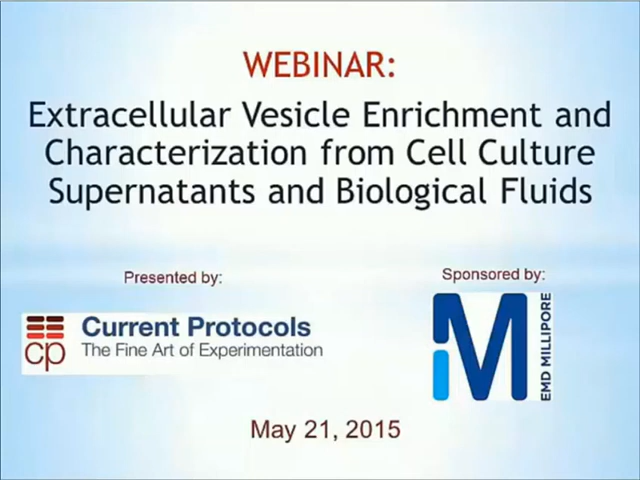 WEBINAR:
Extracellular Vesicle Enrichment and
Characterization from Cell Culture
Supernatants and Biological Fluids
Presented by:
Sponsored by:
cp
Current Protocols
The Fine Art of Experimentation
M
EMD MILLIPORE
May 21, 2015